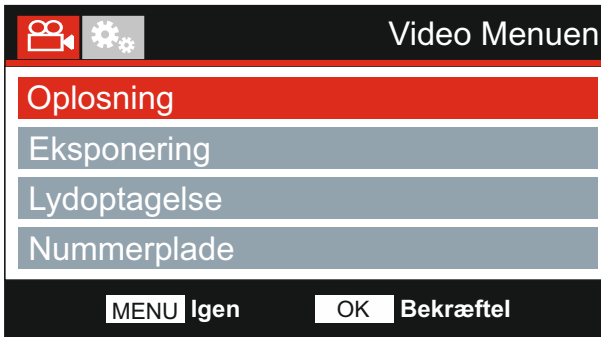 Video Menuen
Oplosning
Eksponering
Lydoptagelse
Nummerplade
MENU Igen OK Bekræftel